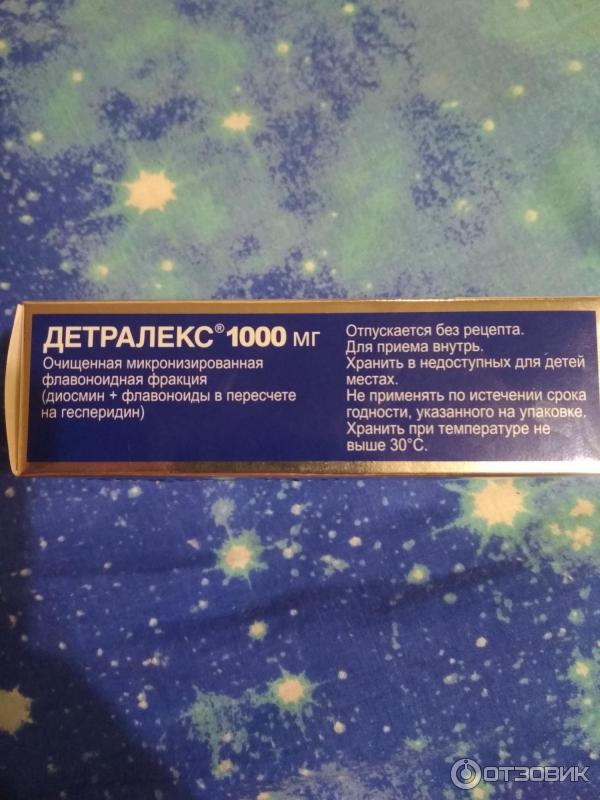 ДЕТРАЛЕКС® 1000 мг
Очищенная микронизированная
флавоноидная фракция
(диосмин + флавоноиды в пересчете
на гесперидин)
Отпускается без рецепта.
Для приема внутрь.
Хранить в недоступных для детей
местах.
Не применять по истечении срока
годности, указанного на упаковке.
Хранить при температуре не
выше 30°С.
ОТЗОВИК